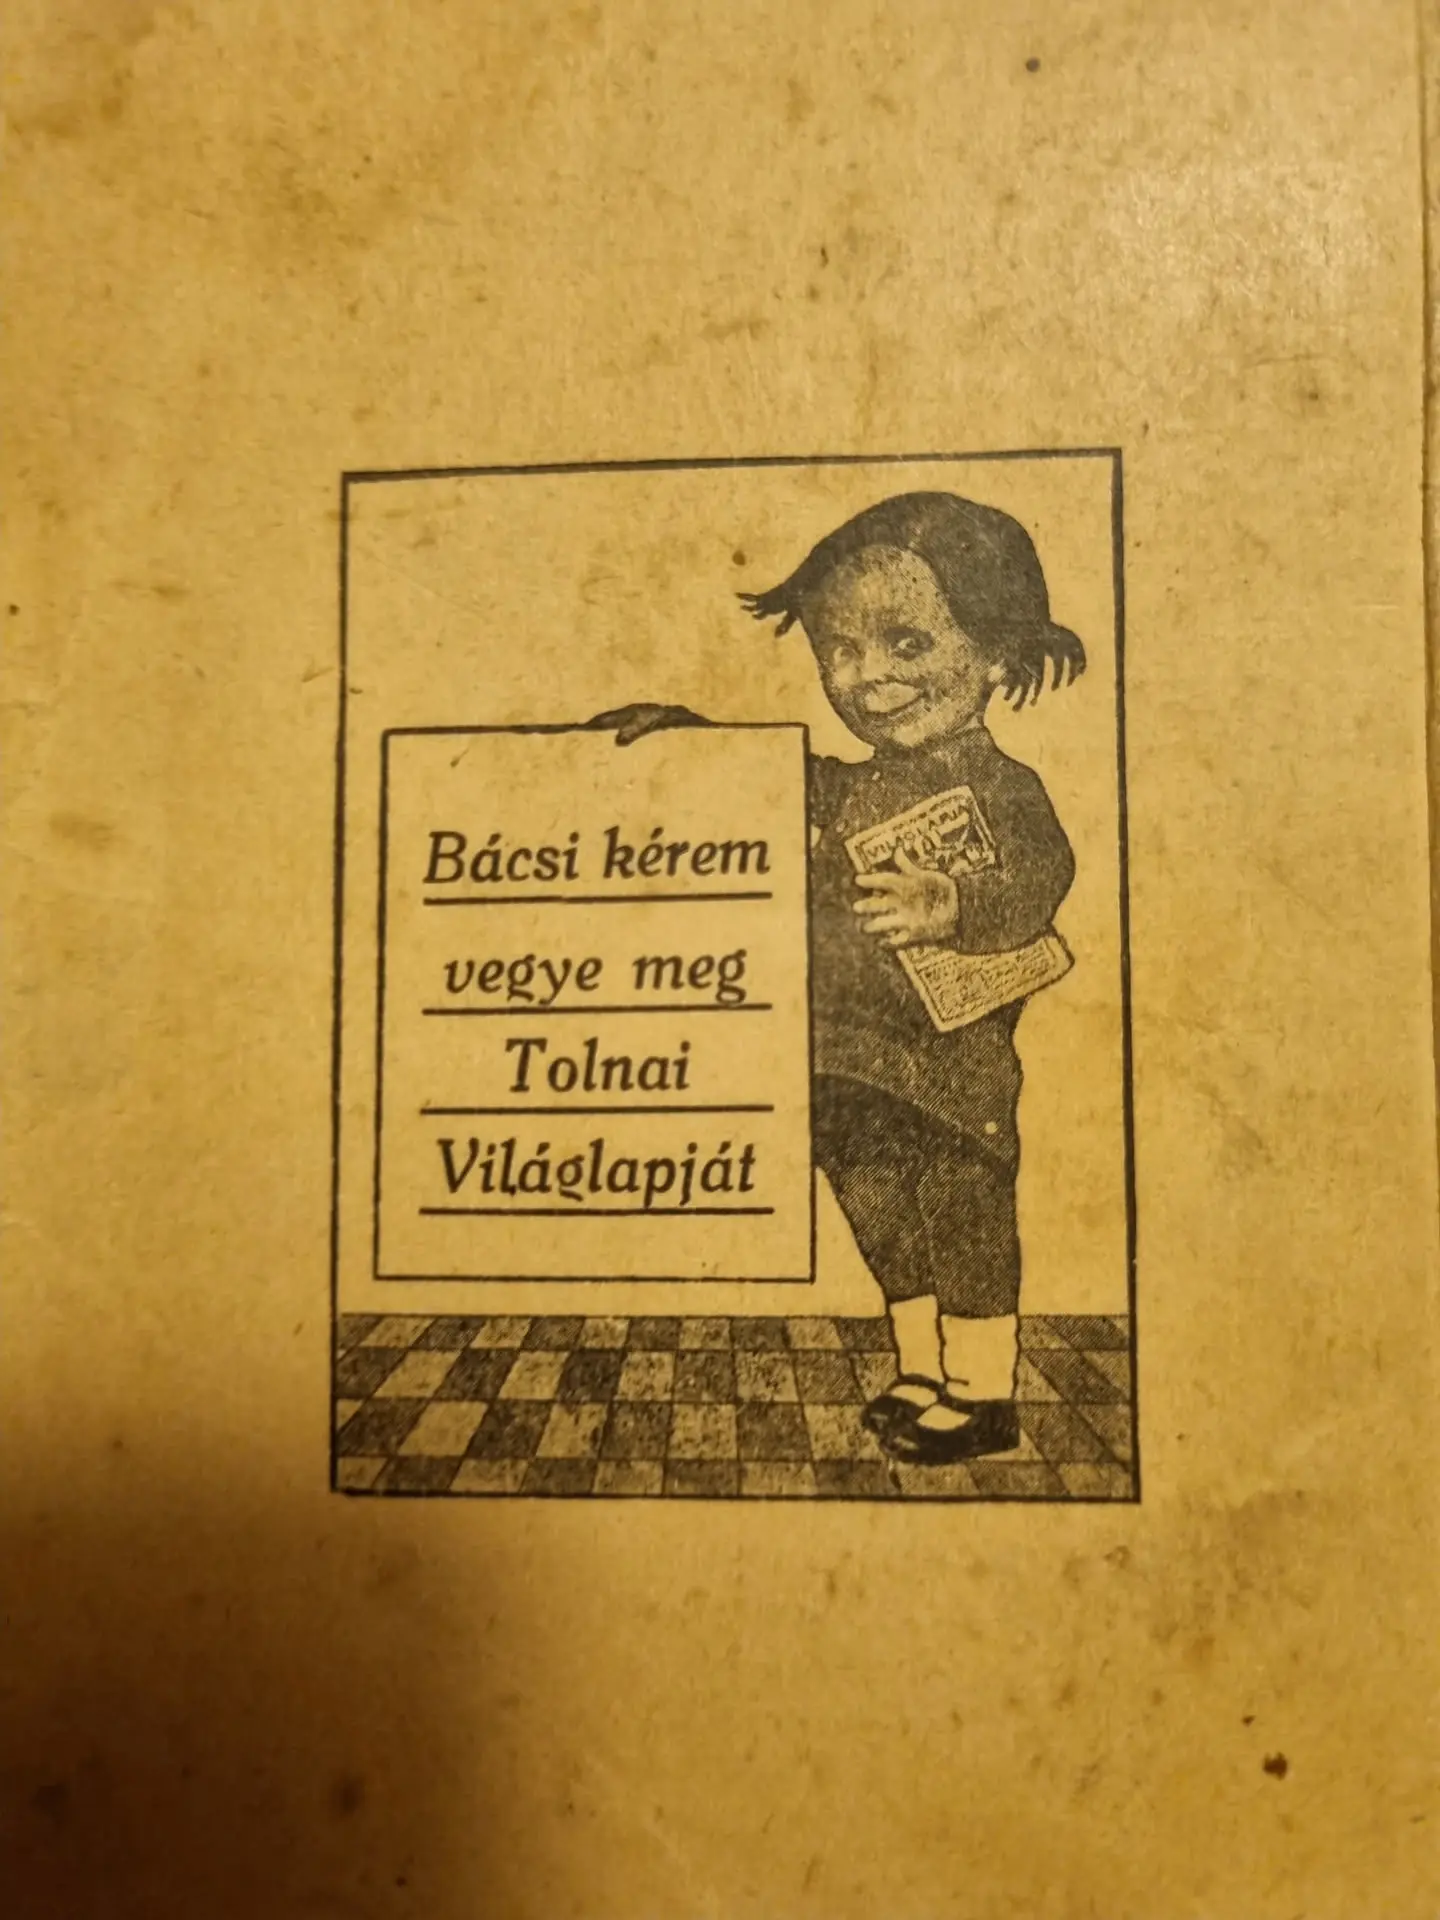 Bácsi kérem
vegye meg
Tolnai
Világlapját